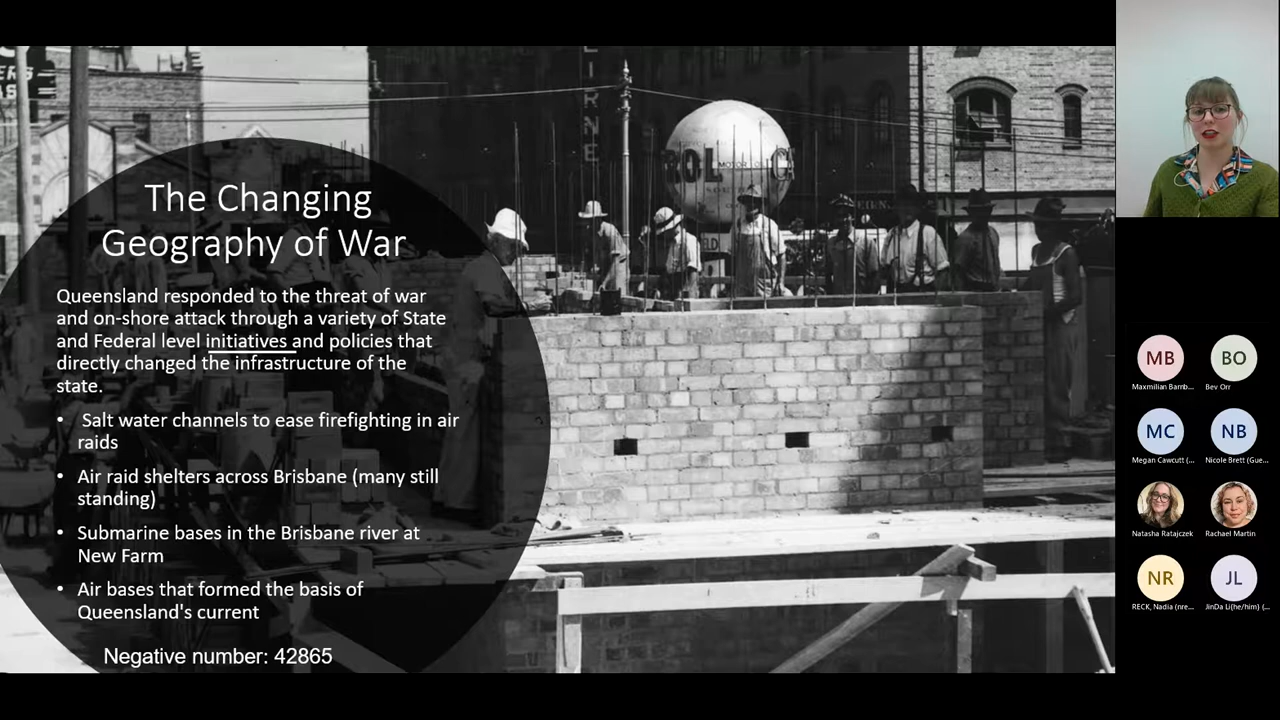 The Changing
Geography of War
Queensland responded to the threat of war
and on-shore attack through a variety of State
and Federal level initiatives and policies that
directly changed the infrastructure of the
state.
• Salt water channels to ease firefighting in air
raids
• Air raid shelters across Brisbane (many still
standing)
• Submarine bases in the Brisbane river at
New Farm
• Air bases that formed the basis of
Queensland's current
Negative number: 42865
MB
BO
Maxmilian Bamb...
Bev Orr
MC
NB
Megan Cawcutt (...
Nicole Brett (Gue...
Natasha Ratajczek
Rachael Martin
NR
JL
RECK, Nadia (nre...
JinDa Li(he/him) (...